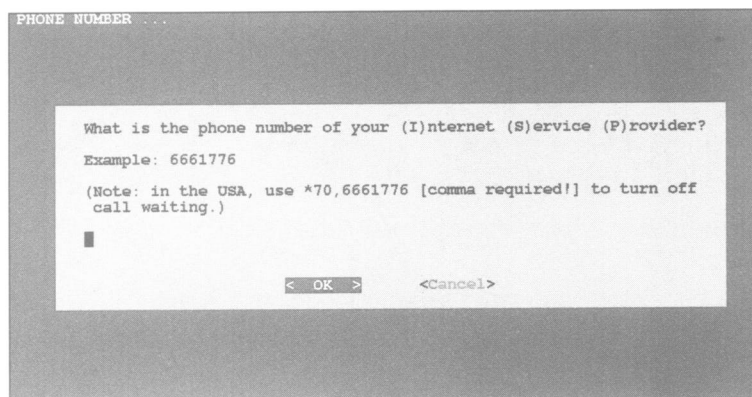 PHONE NUMBER ...
What is the phone number of your (I)nternet (S)ervice (P)rovider?
Example: 6661776
(Note: in the USA, use *70,6661776 [comma required!] to turn off
call waiting.)
< OK > <Cancel>